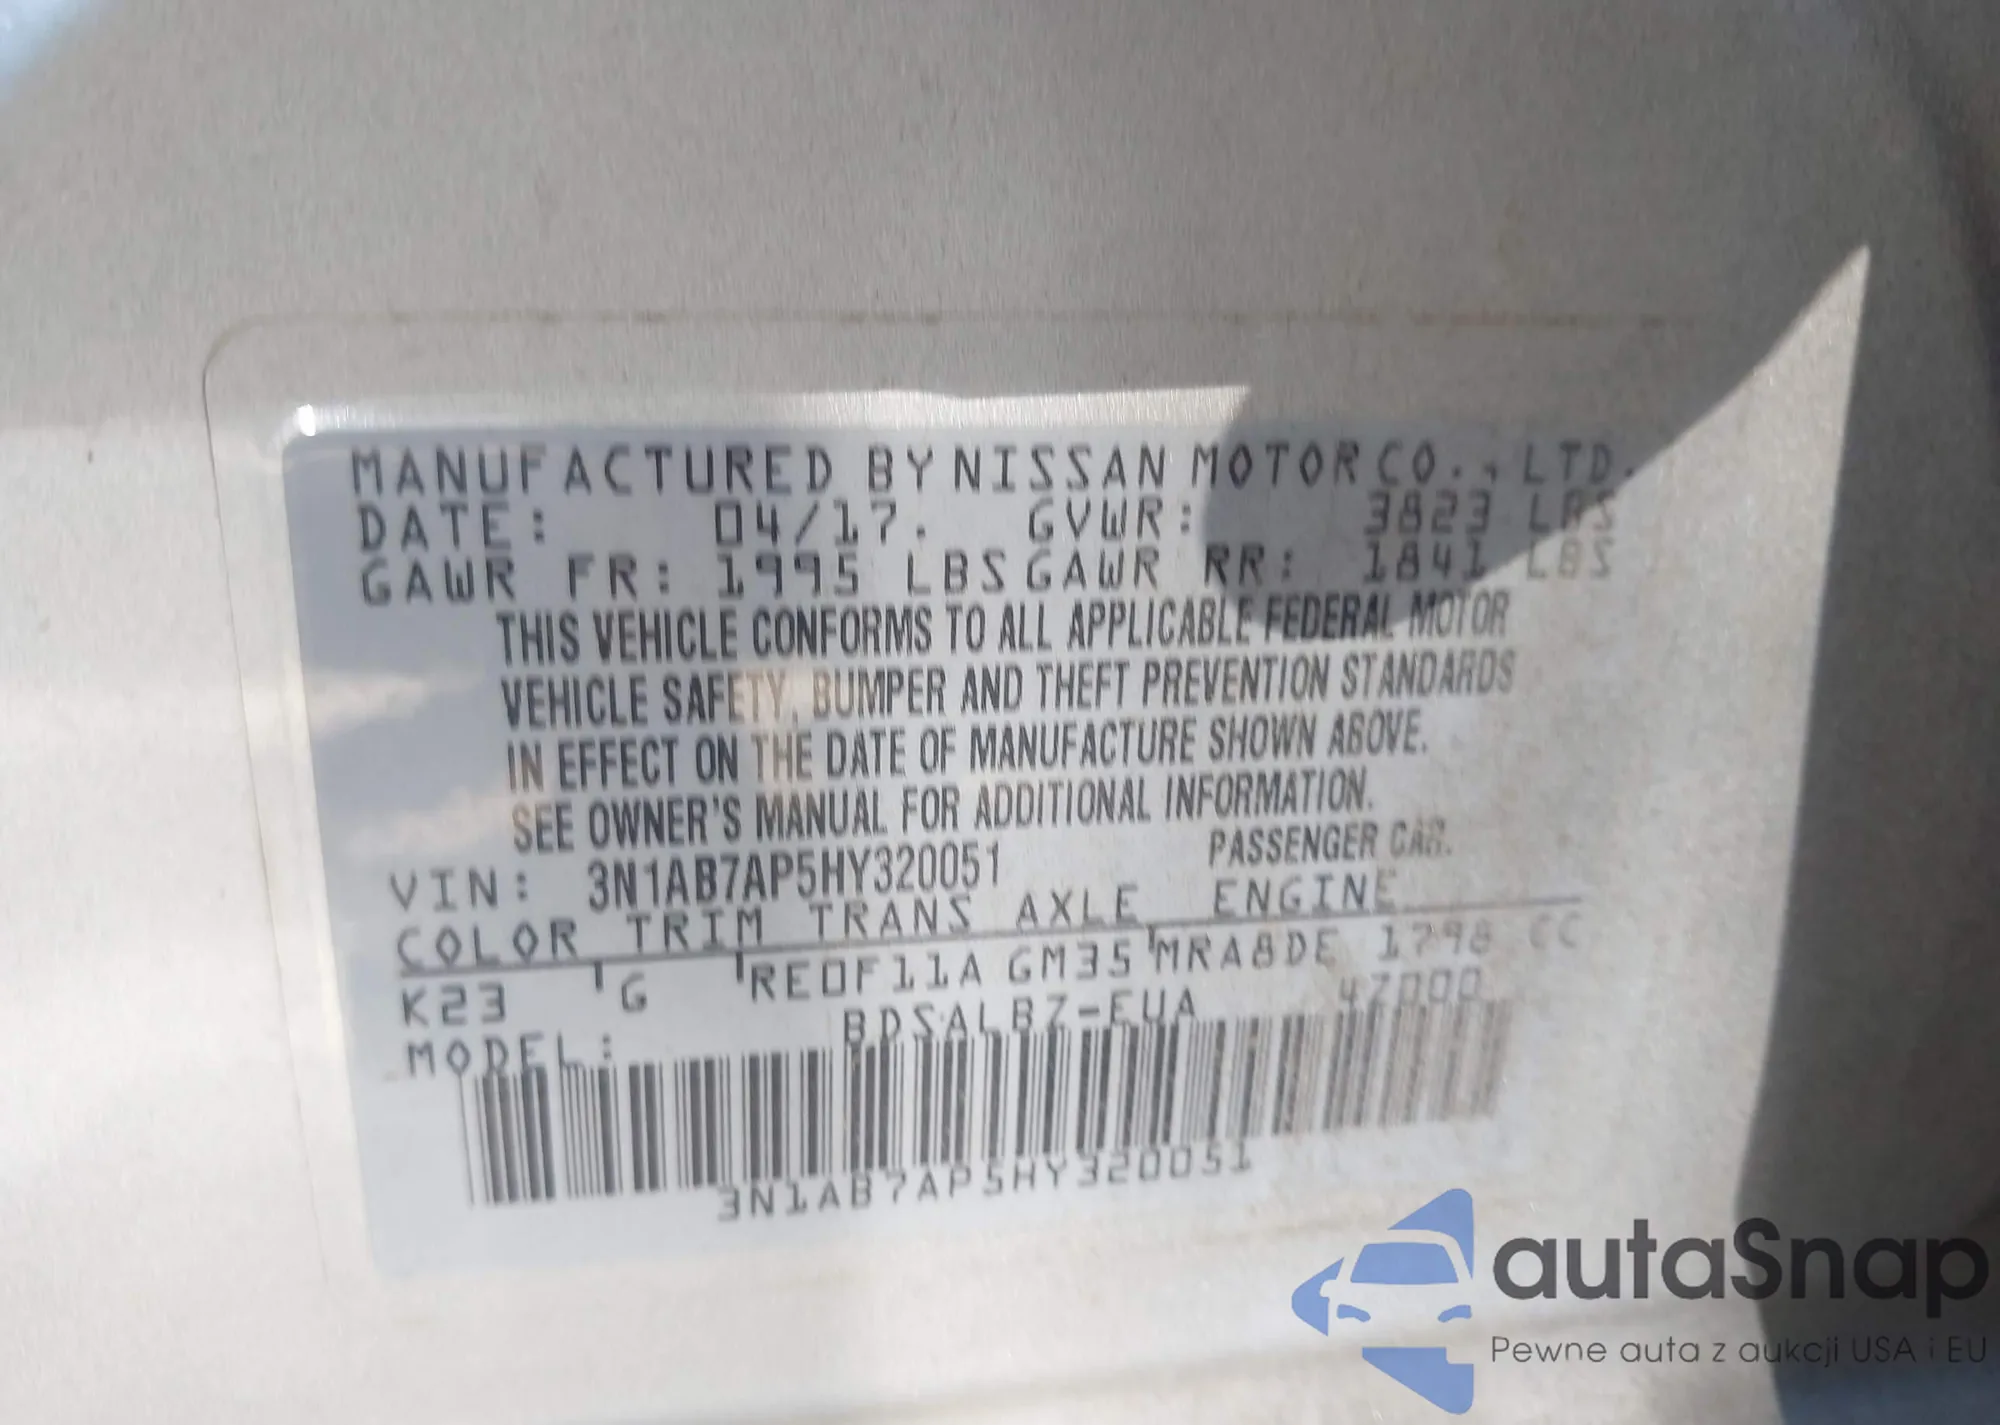 MANUFACTURED BY NISSAN MOTOR CO., LTD.
DATE: 04/17. GVWR: 3823 LBS
GAWR FR: 1995 LBS GAWR RR: 1841 LBS
THIS VEHICLE CONFORMS TO ALL APPLICABLE FEDERAL MOTOR
VEHICLE SAFETY, BUMPER AND THEFT PREVENTION STANDARDS
IN EFFECT ON THE DATE OF MANUFACTURE SHOWN ABOVE.
SEE OWNER'S MANUAL FOR ADDITIONAL INFORMATION.
VIN: 3N1AB7AP5HY320051 PASSENGER CAR.
COLOR TRIM TRANS AXLE ENGINE
K23 G RE0F11A GM35 MRA8DE 1798 CC
MODEL: BDSALBZ-EUA 4Z000
3N1AB7AP5HY320051
autaSnap
Pewne auta z aukcji USA i EU